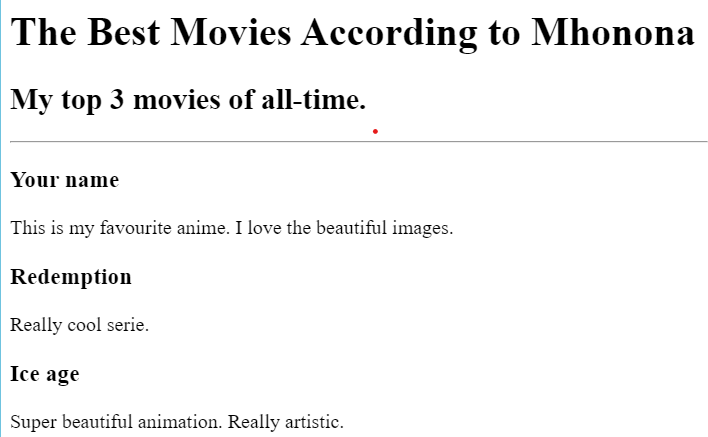 The Best Movies According to Mhonona
My top 3 movies of all-time.
Your name
This is my favourite anime. I love the beautiful images.
Redemption
Really cool serie.
Ice age
Super beautiful animation. Really artistic.